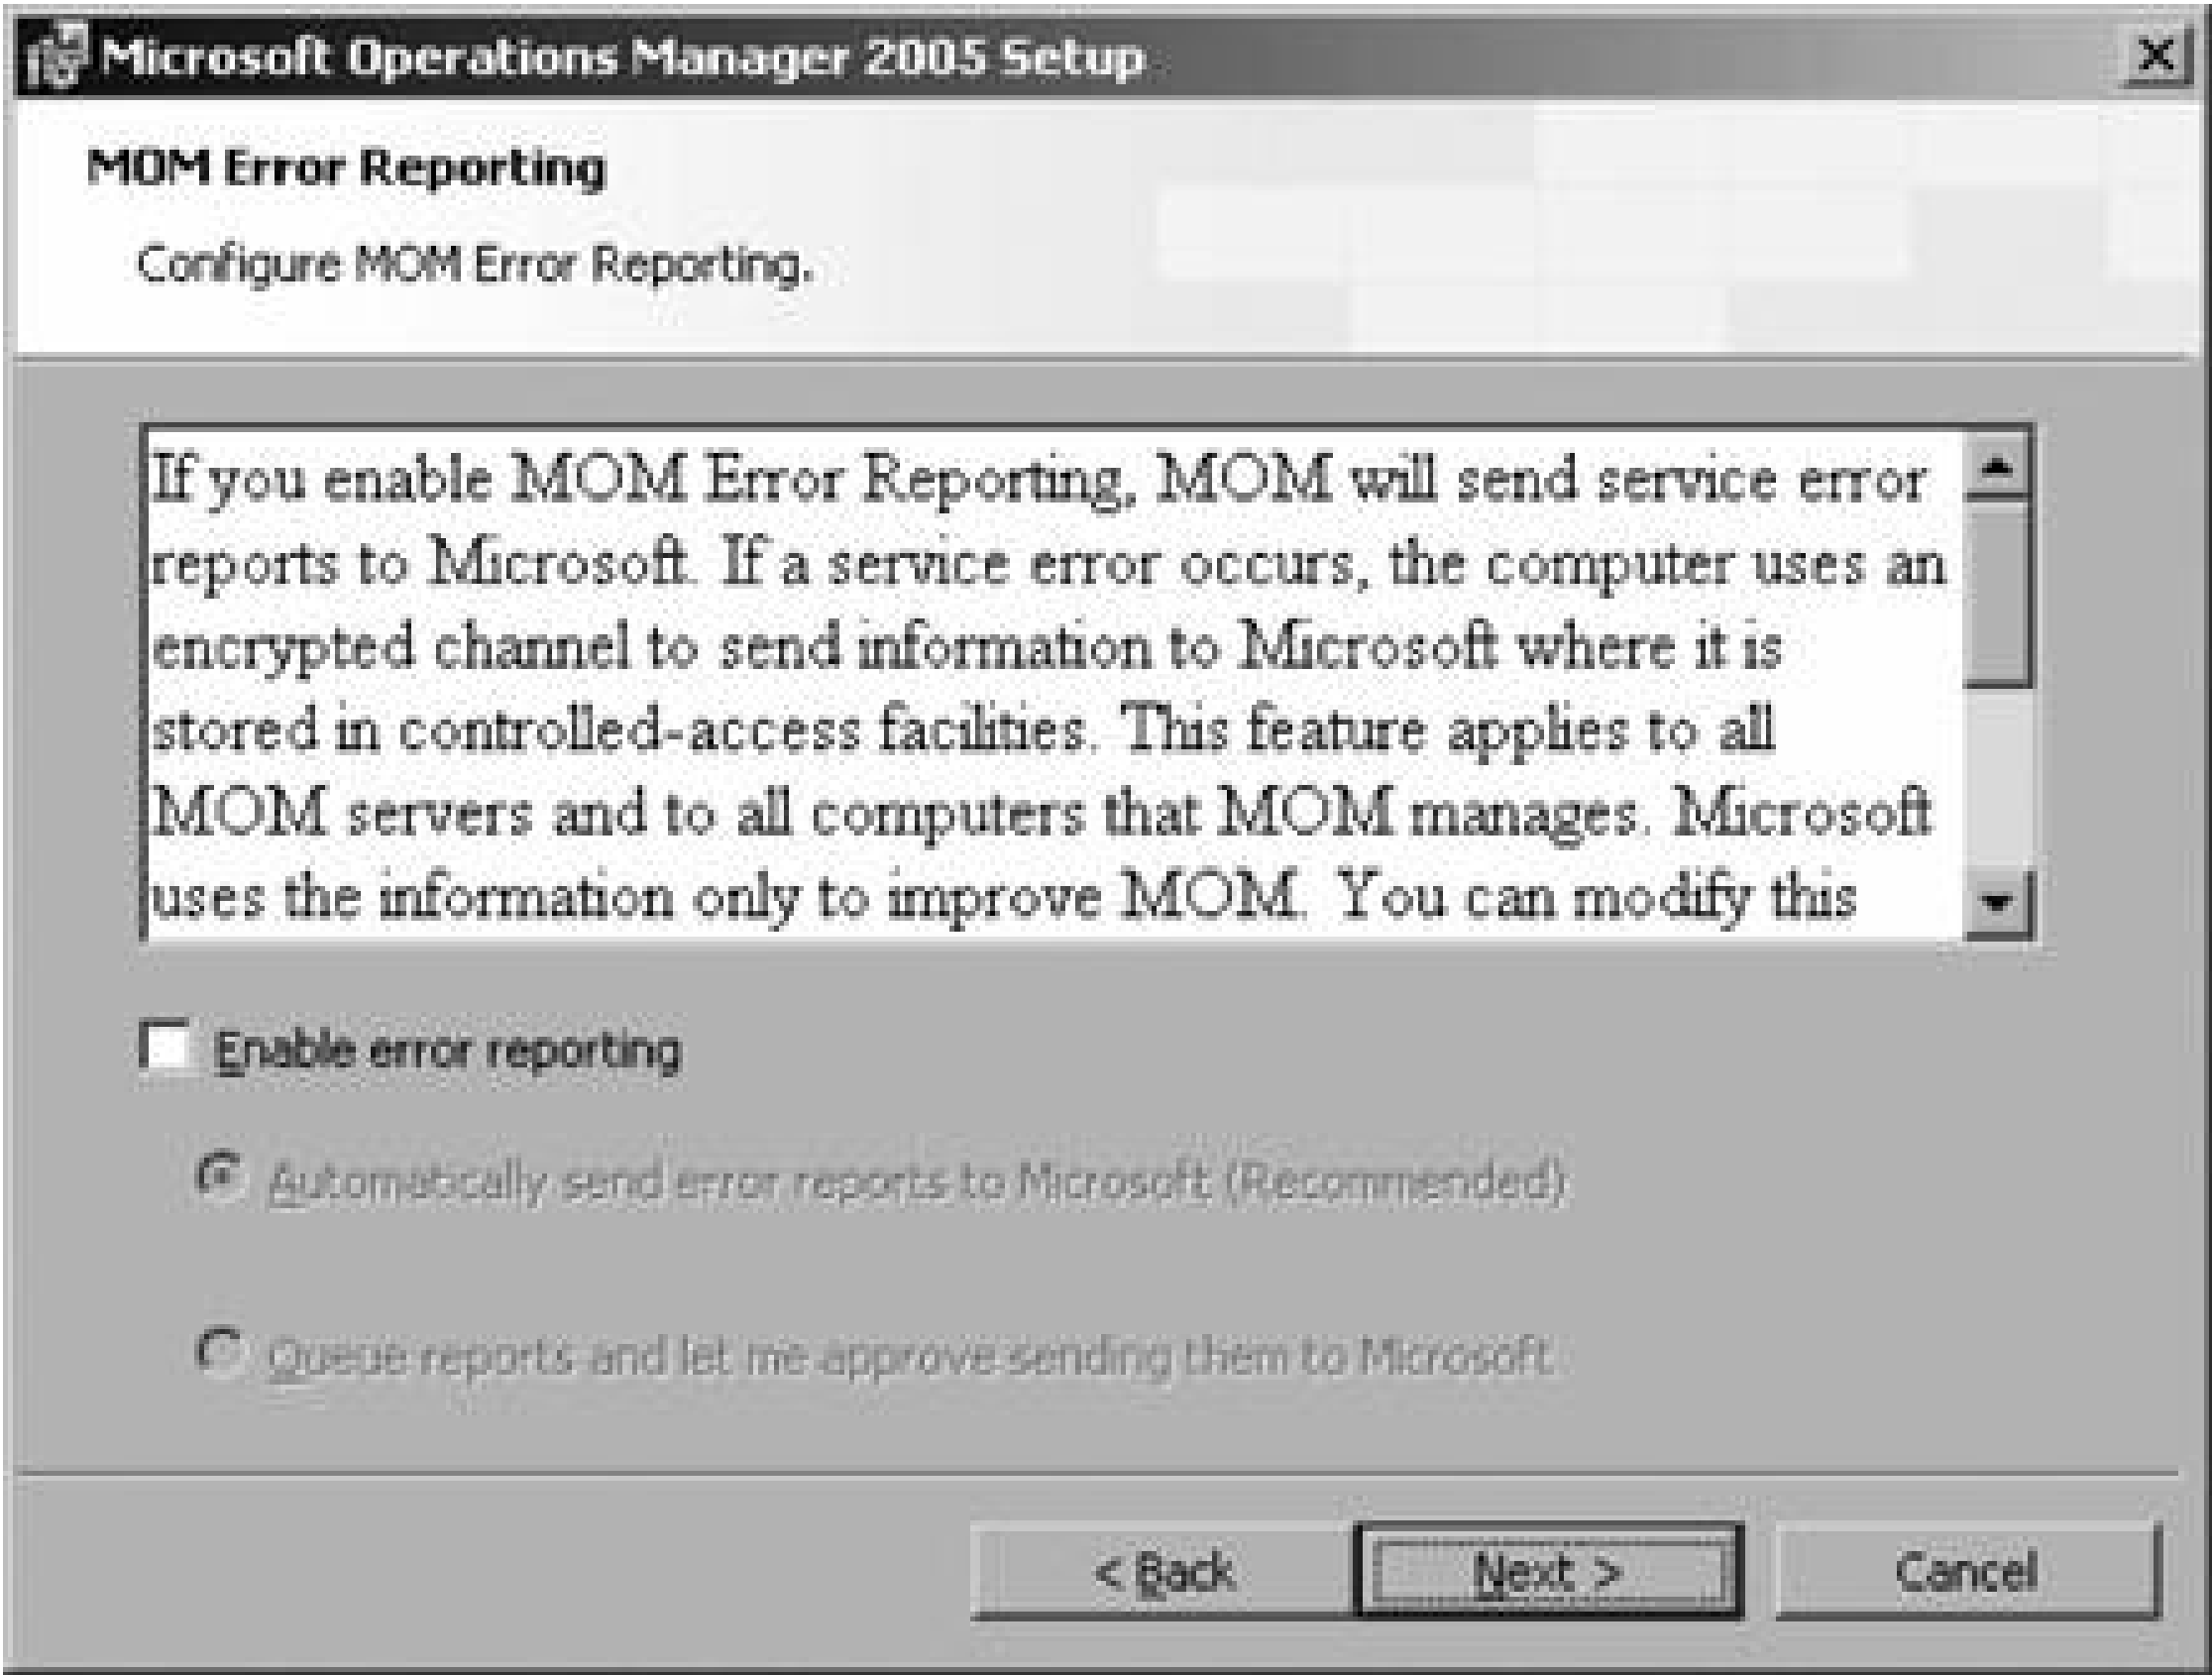 Microsoft Operations Manager 2005 Setup
MOM Error Reporting
Configure MOM Error Reporting.
If you enable MOM Error Reporting, MOM will send service error
reports to Microsoft. If a service error occurs, the computer uses an
encrypted channel to send information to Microsoft where it is
stored in controlled-access facilities. This feature applies to all
MOM servers and to all computers that MOM manages. Microsoft
uses the information only to improve MOM. You can modify this
Enable error reporting
Automatically send error reports to Microsoft (Recommended)
Queue reports and let me approve sending them to Microsoft
< Back
Next >
Cancel